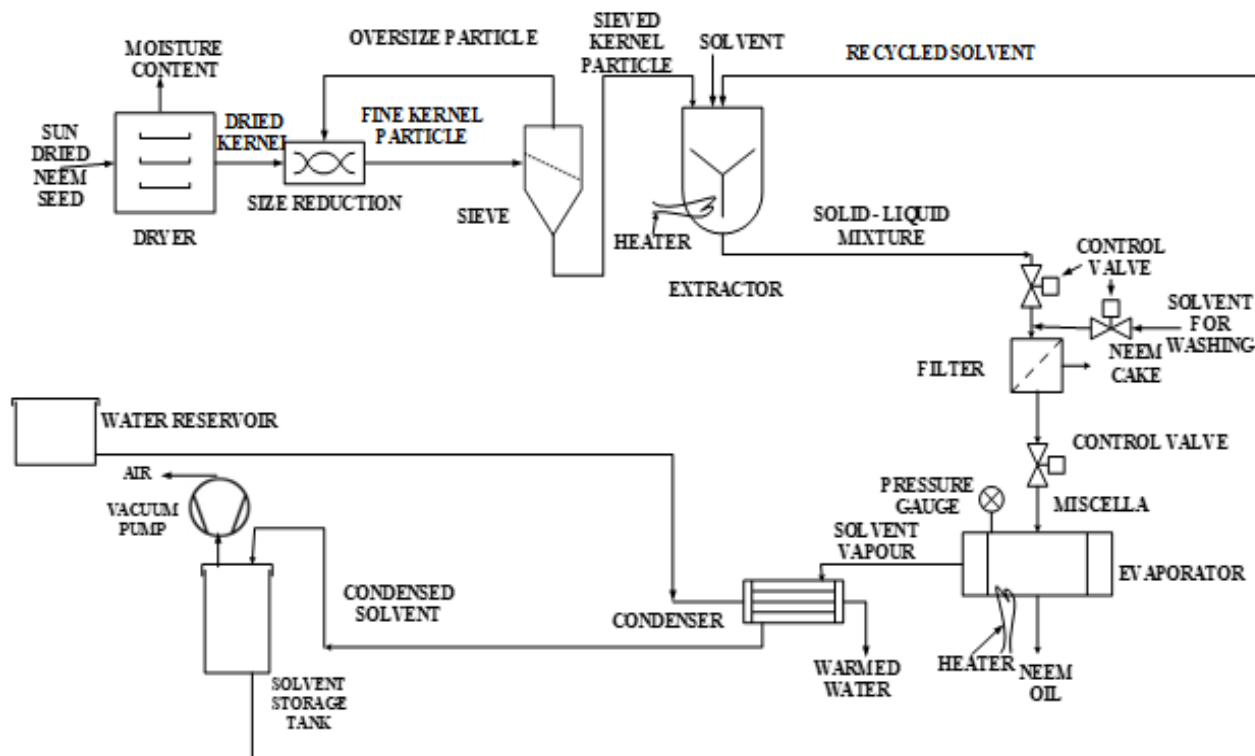 MOISTURE
CONTENT
OVERSIZE PARTICLE
SIEVED
KERNEL
PARTICLE
SOLVENT
RECYCLED SOLVENT
SUN
DRIED
NEEM
SEED
DRIED
KERNEL
FINE KERNEL
PARTICLE
DRYER
SIZE REDUCTION
SIEVE
HEATER
EXTRACTOR
SOLID - LIQUID
MIXTURE
CONTROL
VALVE
SOLVENT
FOR
WASHING
FILTER
NEEM
CAKE
WATER RESERVOIR
CONTROL VALVE
AIR
VACUUM
PUMP
PRESSURE
GAUGE
MISCELLA
SOLVENT
VAPOUR
EVAPORATOR
CONDENSED
SOLVENT
CONDENSER
WARMED
WATER
HEATER
NEEM
OIL
SOLVENT
STORAGE
TANK